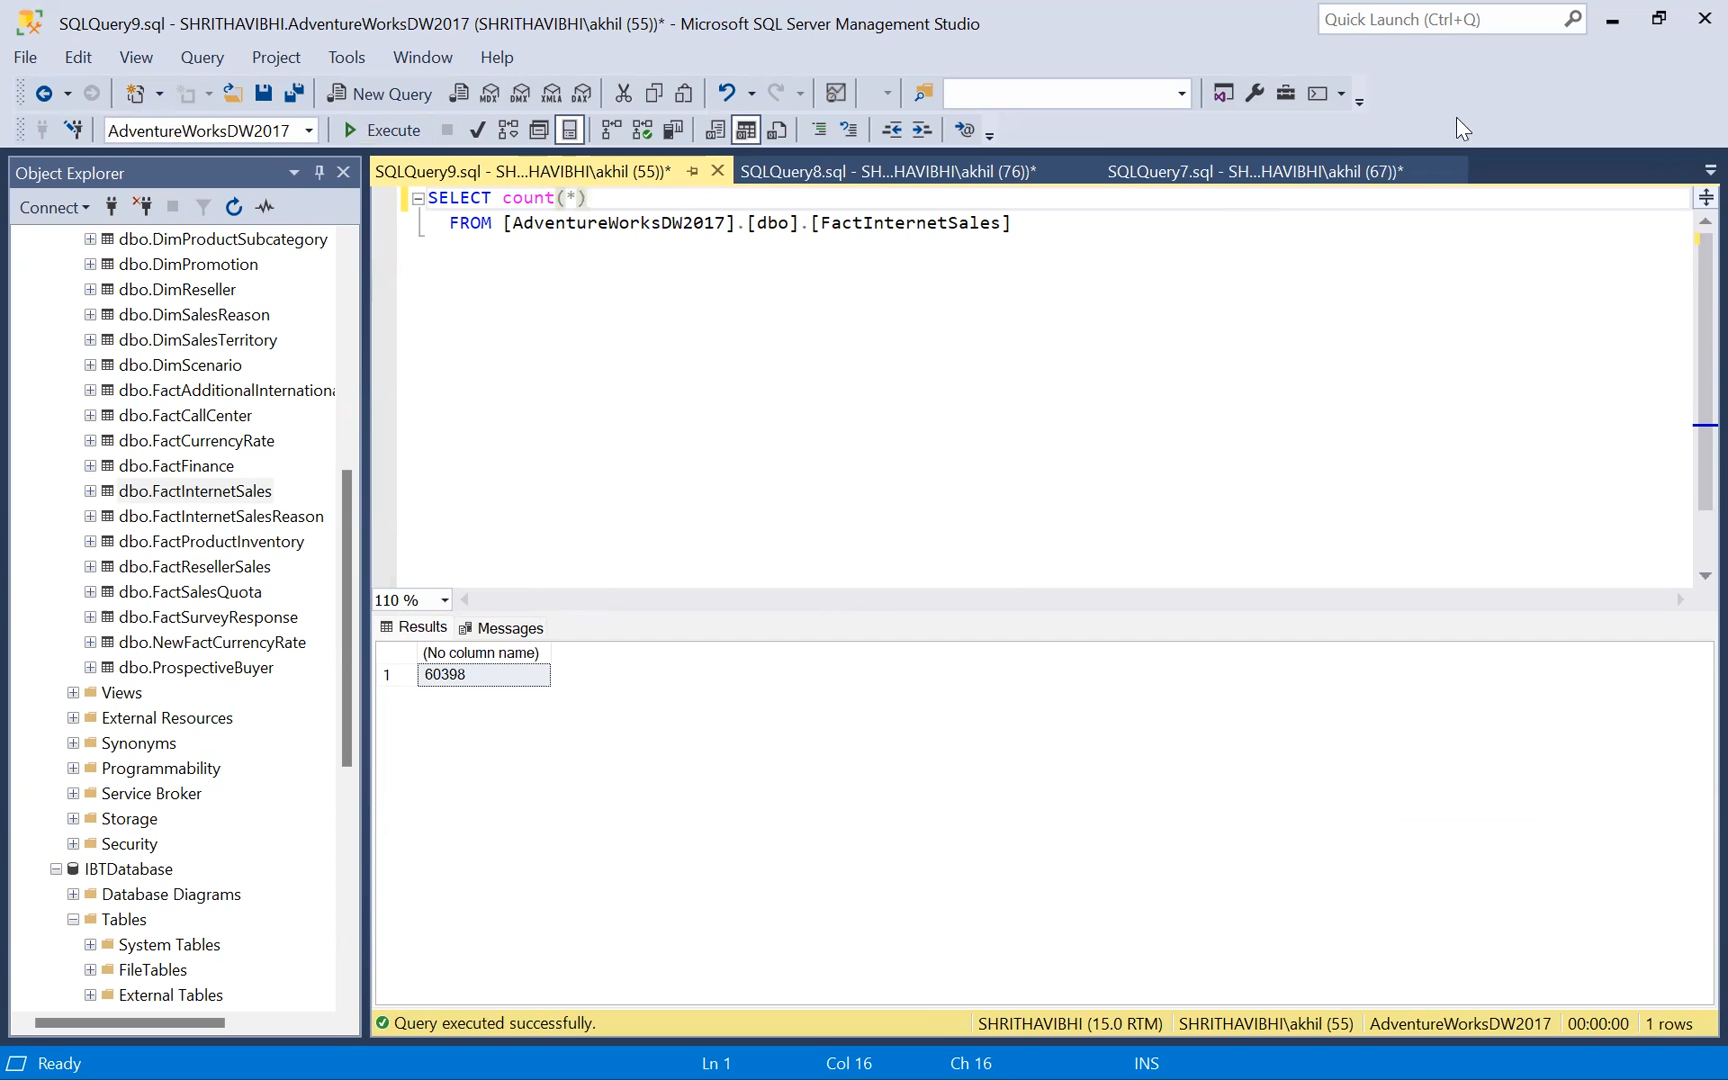 SQLQuery9.sql - SHRITHAVIBHI.AdventureWorksDW2017 (SHRITHAVIBHI\akhil (55))* - Microsoft SQL Server Management Studio
Quick Launch (Ctrl+Q)
File Edit View Query Project Tools Window Help
New Query MDX DMX XMLA DAX
AdventureWorksDW2017 Execute
Object Explorer
SQLQuery9.sql - SH...HAVIBHI\akhil (55))* SQLQuery8.sql - SH...HAVIBHI\akhil (76))* SQLQuery7.sql - SH...HAVIBHI\akhil (67))*
Connect
SELECT count(*)
FROM [AdventureWorksDW2017].[dbo].[FactInternetSales]
dbo.DimProductSubcategory
dbo.DimPromotion
dbo.DimReseller
dbo.DimSalesReason
dbo.DimSalesTerritory
dbo.DimScenario
dbo.FactAdditionalInternationa
dbo.FactCallCenter
dbo.FactCurrencyRate
dbo.FactFinance
dbo.FactInternetSales
dbo.FactInternetSalesReason
dbo.FactProductInventory
dbo.FactResellerSales
dbo.FactSalesQuota
dbo.FactSurveyResponse
dbo.NewFactCurrencyRate
dbo.ProspectiveBuyer
Views
External Resources
Synonyms
Programmability
Service Broker
Storage
Security
IBTDatabase
Database Diagrams
Tables
System Tables
FileTables
External Tables
110 %
Results Messages
(No column name)
1 60398
Query executed successfully. SHRITHAVIBHI (15.0 RTM) SHRITHAVIBHI\akhil (55) AdventureWorksDW2017 00:00:00 1 rows
Ready Ln 1 Col 16 Ch 16 INS